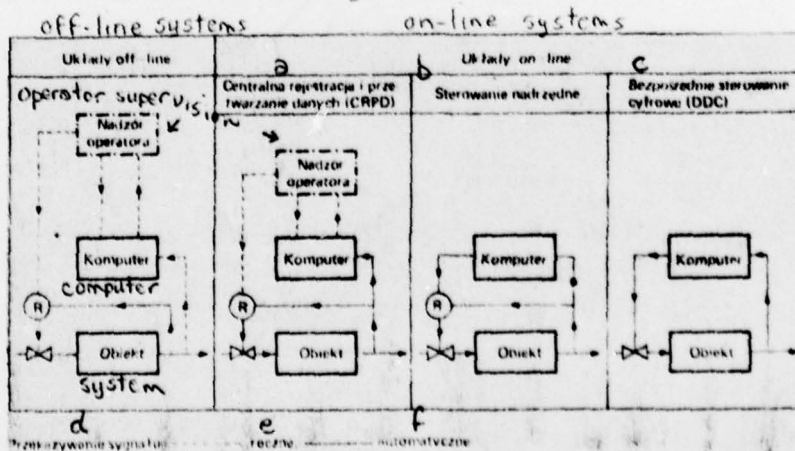 off-line systems on-line systems
Układy off-line a b Układy on-line c
operator supervision
Centralna rejestracja i prze
twarzanie danych (CRPD)
Sterowanie nadrzędne
Bezpośrednie sterowanie
cyfrowe (DDC)
Nadzór
operatora
Nadzór
operatora
Komputer
Komputer
Komputer
Komputer
computer
R
R
R
Obiekt
Obiekt
Obiekt
Obiekt
system
d e f
Przekazywanie sygnałów ręczne, automatyczne